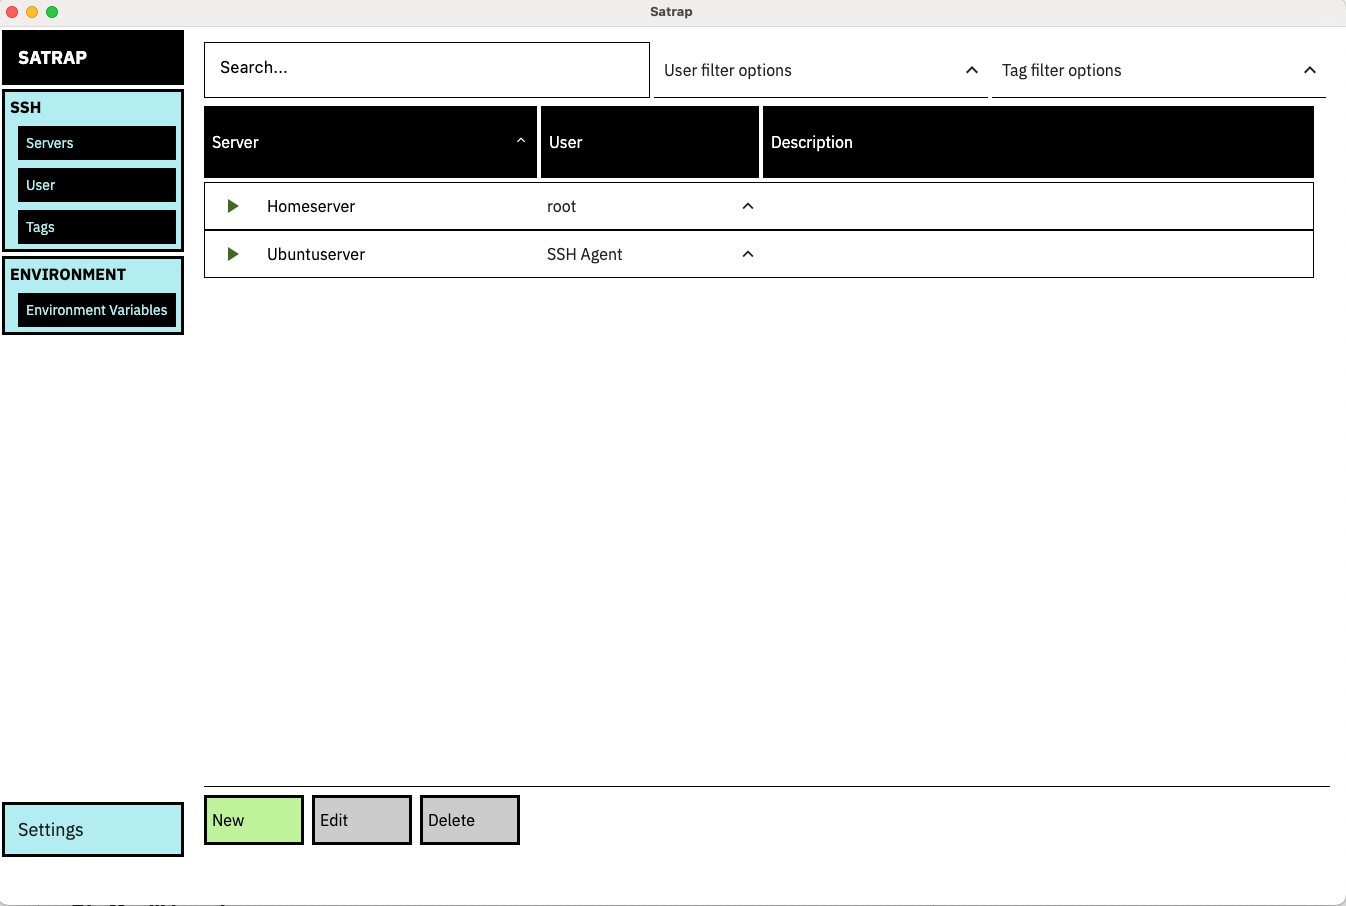 Satrap
SATRAP
Search...
User filter options
Tag filter options
SSH
Servers
User
Tags
ENVIRONMENT
Environment Variables
Server
User
Description
Homeserver
root
Ubuntuserver
SSH Agent
Settings
New
Edit
Delete